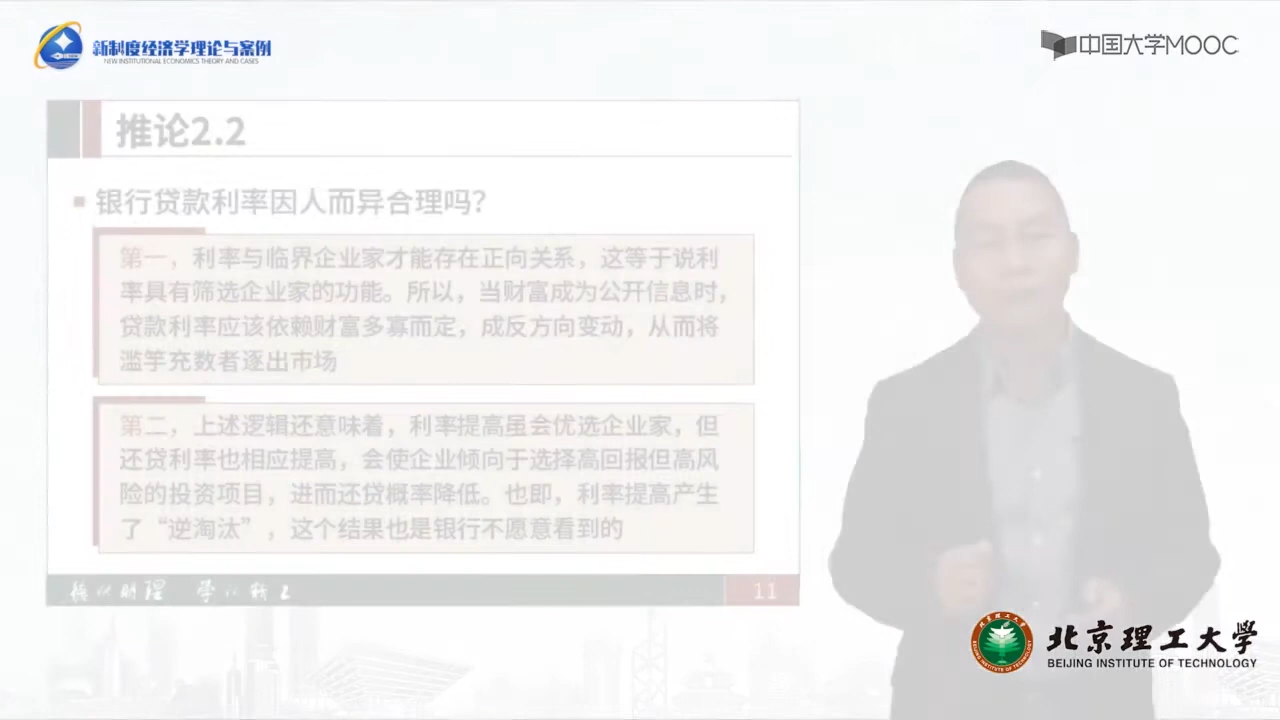 新制度经济学理论与案例
NEW INSTITUTIONAL ECONOMICS THEORY AND CASES
中国大学MOOC
推论2.2
银行贷款利率因人而异合理吗？
第一，利率与临界企业家才能存在正向关系，这等于说利
率具有筛选企业家的功能。所以，当财富成为公开信息时，
贷款利率应该依赖财富多寡而定，成反方向变动，从而将
滥竽充数者逐出市场
第二，上述逻辑还意味着，利率提高虽会优选企业家，但
还贷利率也相应提高，会使企业倾向于选择高回报但高风
险的投资项目，进而还贷概率降低。也即，利率提高产生
了“逆淘汰”，这个结果也是银行不愿意看到的
德以明理 学以精工
11
北京理工大学
BEIJING INSTITUTE OF TECHNOLOGY